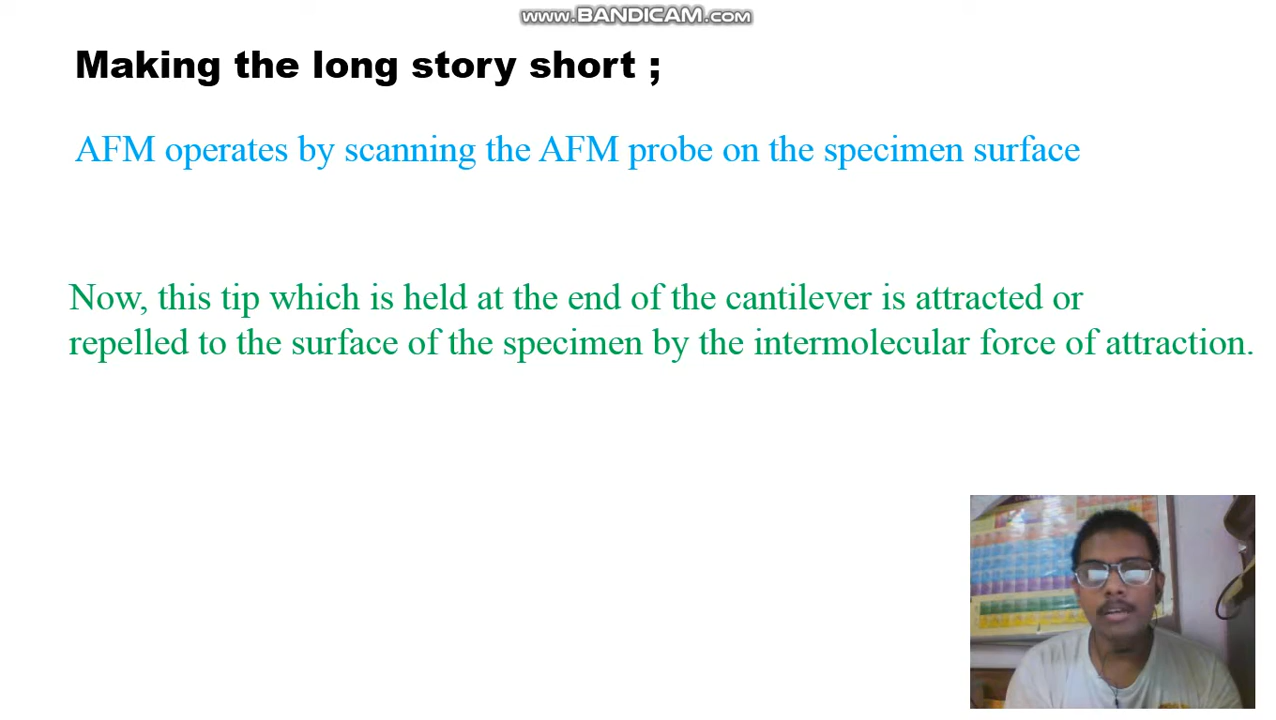 www.BANDICAM.com
Making the long story short ;
AFM operates by scanning the AFM probe on the specimen surface
Now, this tip which is held at the end of the cantilever is attracted or
repelled to the surface of the specimen by the intermolecular force of attraction.